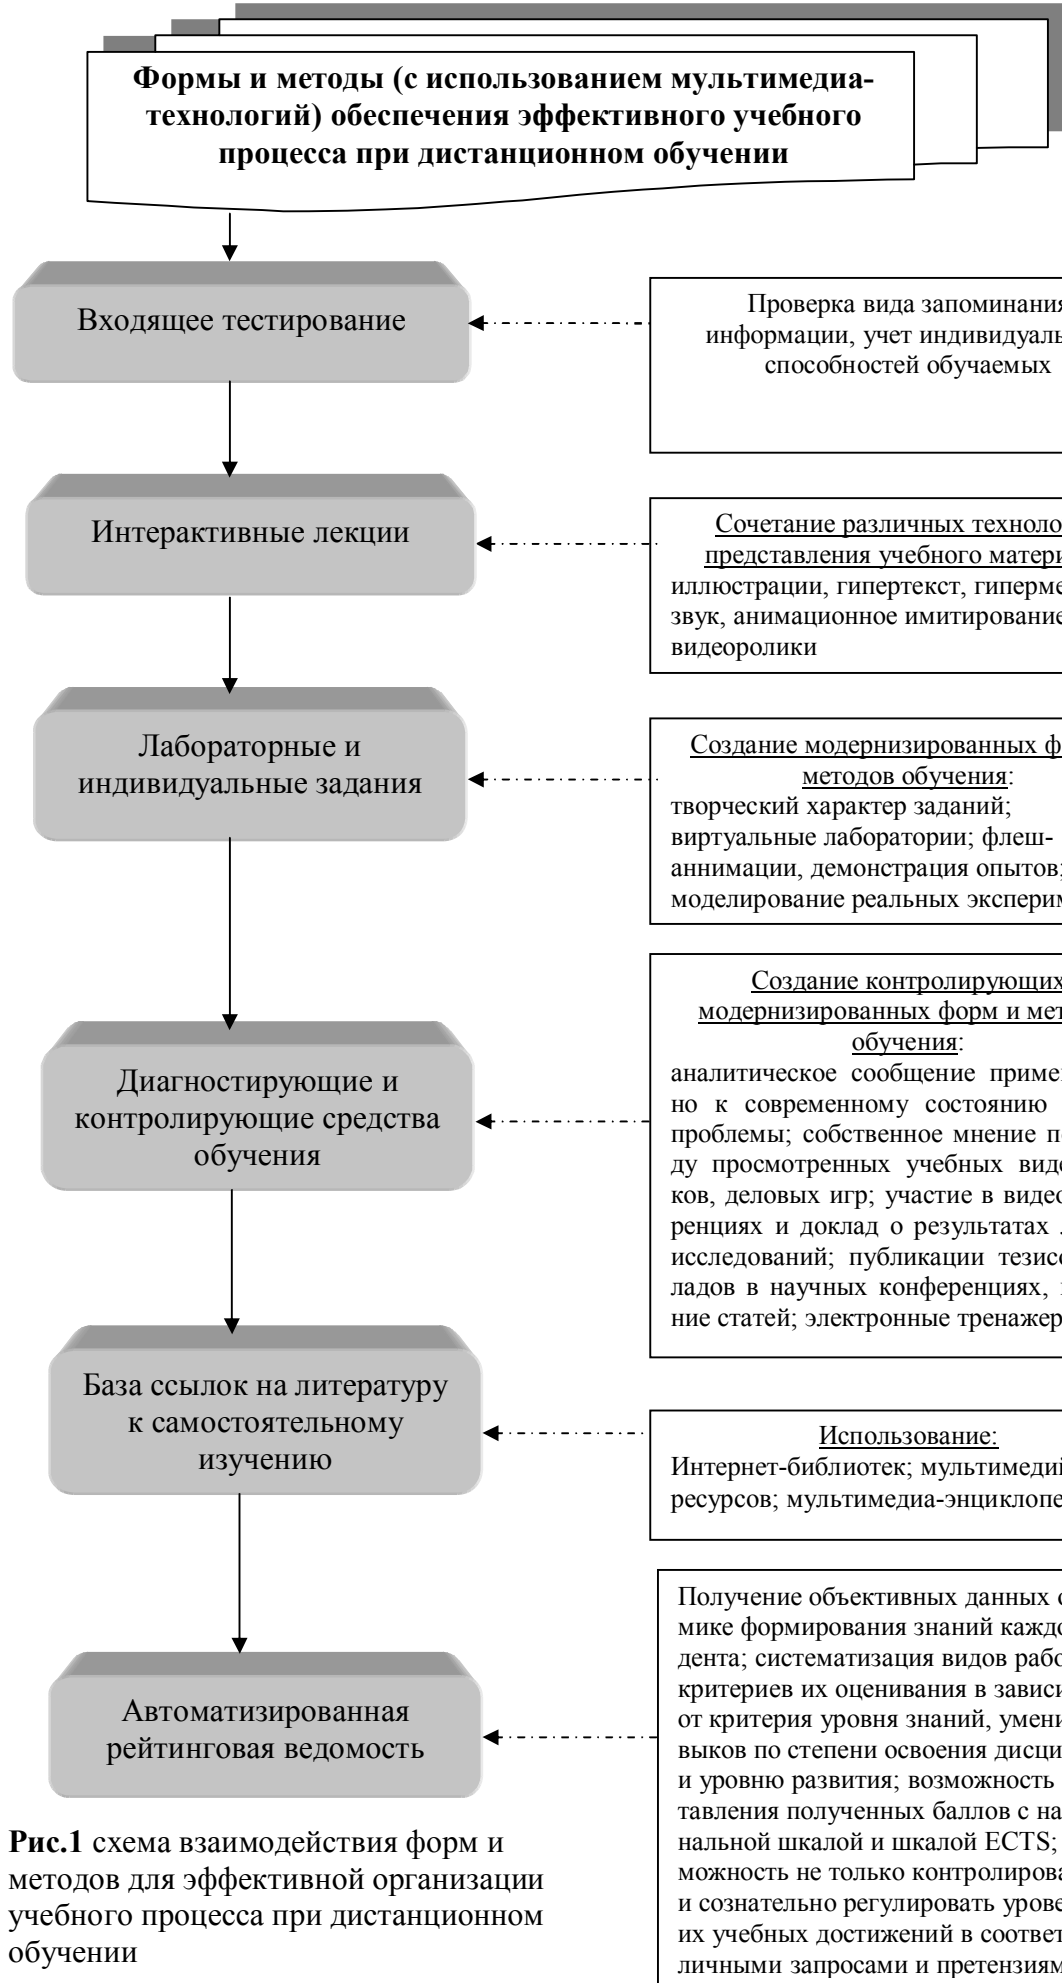 Формы и методы (с использованием мультимедиа-
технологий) обеспечения эффективного учебного
процесса при дистанционном обучении
Входящее тестирование
Проверка вида запоминания
информации, учет индивидуаль
способностей обучаемых
Интерактивные лекции
Сочетание различных техноло
представления учебного матери
иллюстрации, гипертекст, гиперме
звук, анимационное имитирование
видеоролики
Лабораторные и
индивидуальные задания
Создание модернизированных ф
методов обучения:
творческий характер заданий;
виртуальные лаборатории; флеш-
аннимации, демонстрация опытов;
моделирование реальных экспери
Диагностирующие и
контролирующие средства
обучения
Создание контролирующих
модернизированных форм и мет
обучения:
аналитическое сообщение приме
но к современному состоянию
проблемы; собственное мнение п
ду просмотренных учебных виде
ков, деловых игр; участие в видео
ренциях и доклад о результатах
исследований; публикации тезис
ладов в научных конференциях,
ние статей; электронные тренажер
База ссылок на литературу
к самостоятельному
изучению
Использование:
Интернет-библиотек; мультимедий
ресурсов; мультимедиа-энциклопе
Автоматизированная
рейтинговая ведомость
Получение объективных данных
мике формирования знаний каждо
дента; систематизация видов рабо
критериев их оценивания в зависи
от критерия уровня знаний, умени
выков по степени освоения дисци
и уровню развития; возможность
тавления полученных баллов с на
нальной шкалой и шкалой ECTS;
можность не только контролирова
и сознательно регулировать урове
их учебных достижений в соответ
личными запросами и претензиям
Рис.1 схема взаимодействия форм и
методов для эффективной организации
учебного процесса при дистанционном
обучении